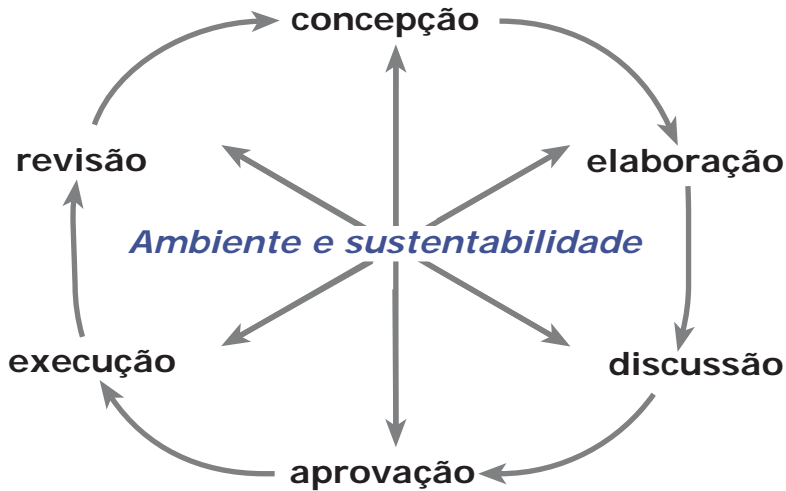 concepção
revisão
elaboração
Ambiente e sustentabilidade
execução
discussão
aprovação